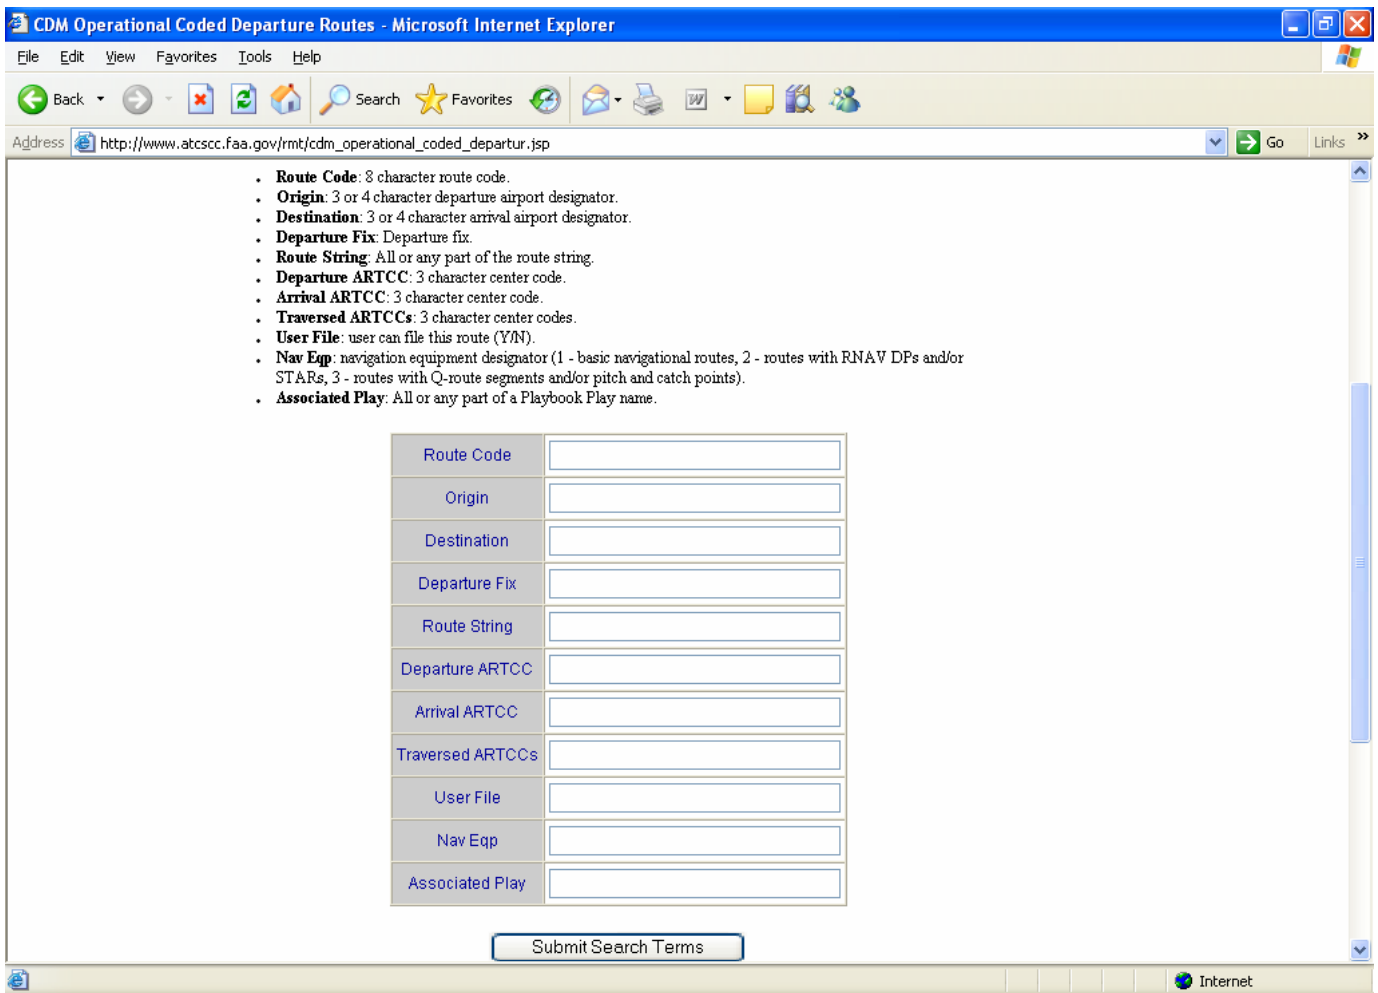 CDM Operational Coded Departure Routes - Microsoft Internet Explorer
File Edit View Favorites Tools Help
Back Search Favorites W
Address http://www.atcscc.faa.gov/rmt/cdm_operational_coded_departur.jsp Go Links »
• Route Code: 8 character route code.
• Origin: 3 or 4 character departure airport designator.
• Destination: 3 or 4 character arrival airport designator.
• Departure Fix: Departure fix.
• Route String: All or any part of the route string.
• Departure ARTCC: 3 character center code.
• Arrival ARTCC: 3 character center code.
• Traversed ARTCCs: 3 character center codes.
• User File: user can file this route (Y/N).
• Nav Eqp: navigation equipment designator (1 - basic navigational routes, 2 - routes with RNAV DPs and/or
STARs, 3 - routes with Q-route segments and/or pitch and catch points).
• Associated Play: All or any part of a Playbook Play name.
Route Code
Origin
Destination
Departure Fix
Route String
Departure ARTCC
Arrival ARTCC
Traversed ARTCCs
User File
Nav Eqp
Associated Play
Submit Search Terms
Internet